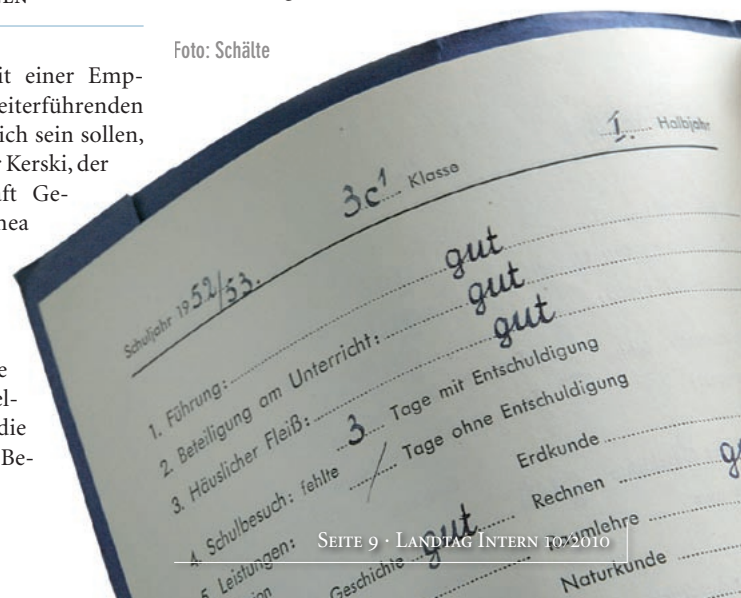 Foto: Schälte
it einer Emp-
eiterführenden
ich sein sollen,
Kerski, der
ft Ge-
nea
e
el-
die
Be-
I. Halbjahr
3c¹ Klasse
Schuljahr 1952/53.
1. Führung: gut
2. Beteiligung am Unterricht: gut
3. Häuslicher Fleiß: gut
4. Schulbesuch: fehlte 3 Tage mit Entschuldigung
/ Tage ohne Entschuldigung
5. Leistungen:
Erdkunde
Geschichte gut
Rechnen
Naturkunde
SEITE 9 · LANDTAG INTERN 10/2010